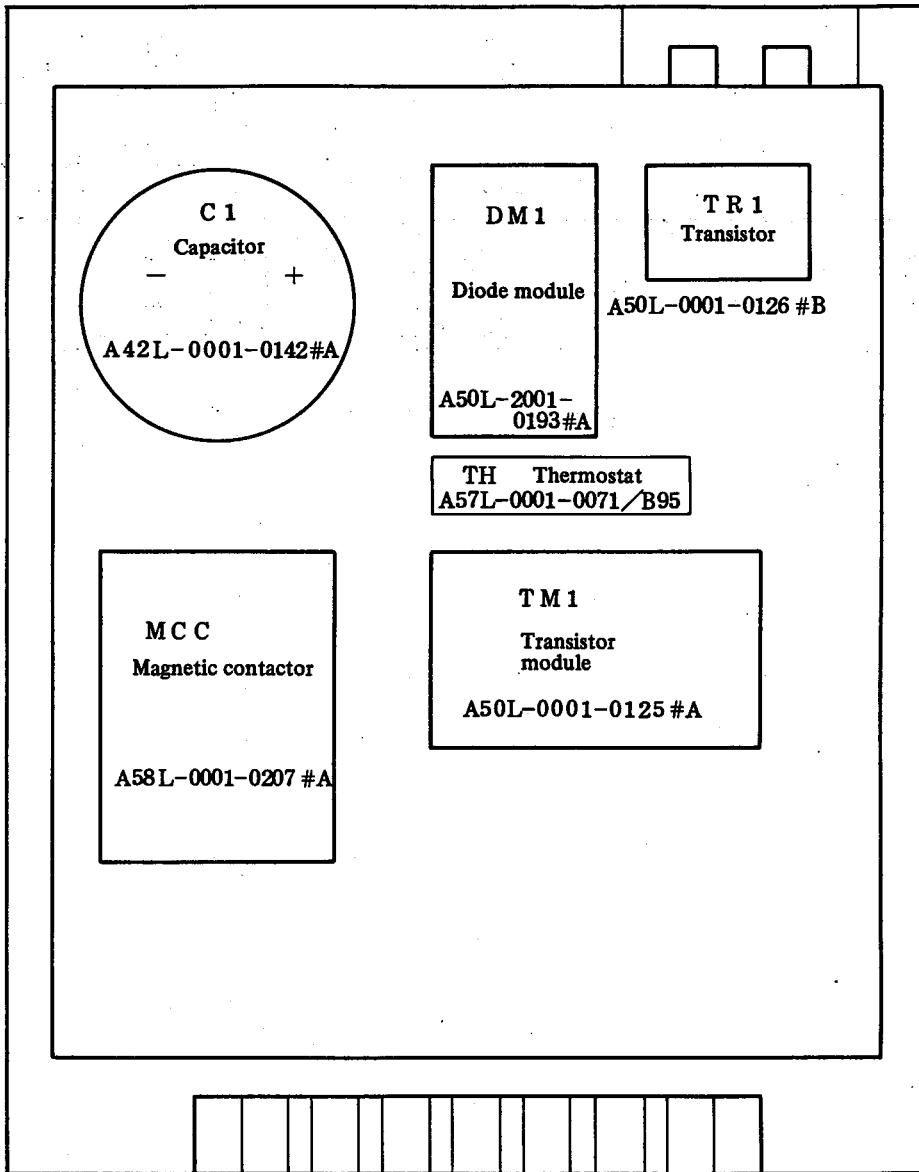 C1
Capacitor
− +
A42L-0001-0142#A
DM1
Diode module
A50L-2001-
0193#A
TR1
Transistor
A50L-0001-0126#B
TH Thermostat
A57L-0001-0071/B95
MCC
Magnetic contactor
A58L-0001-0207#A
TM1
Transistor
module
A50L-0001-0125#A